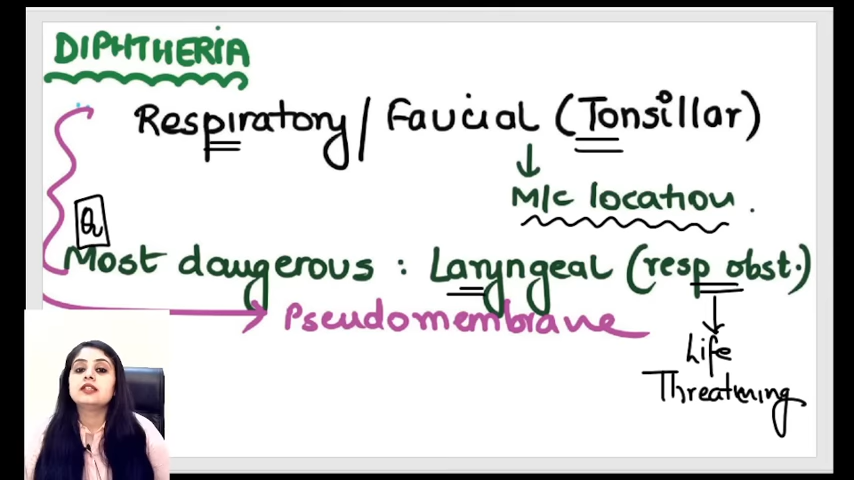 DIPHTHERIA
Respiratory/ Faucial (Tonsillar)
M/c location.
Q
Most dangerous : Laryngeal (resp obst.)
Pseudomembrane
Life
Threatening